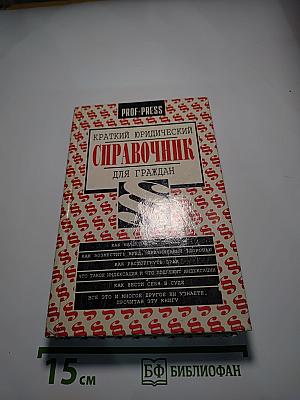 PROF-PRESS
КРАТКИЙ ЮРИДИЧЕСКИЙ
СПРАВОЧНИК
ДЛЯ ГРАЖДАН
КАК
КАК ВОЗМЕСТИТЬ ВРЕД, ПРИЧИНЕННЫЙ ЗДОРОВЬЮ
КАК РАСТОРГНУТЬ БРАК
ЧТО ТАКОЕ ИНДЕКСАЦИЯ И ЧТО ПОДЛЕЖИТ ИНДЕКСАЦИИ
КАК ВЕСТИ СЕБЯ В СУДЕ
ВСЕ ЭТО И МНОГОЕ ДРУГОЕ ВЫ УЗНАЕТЕ,
ПРОЧИТАВ ЭТУ КНИГУ
15 см
БФ БИБЛИОФАН